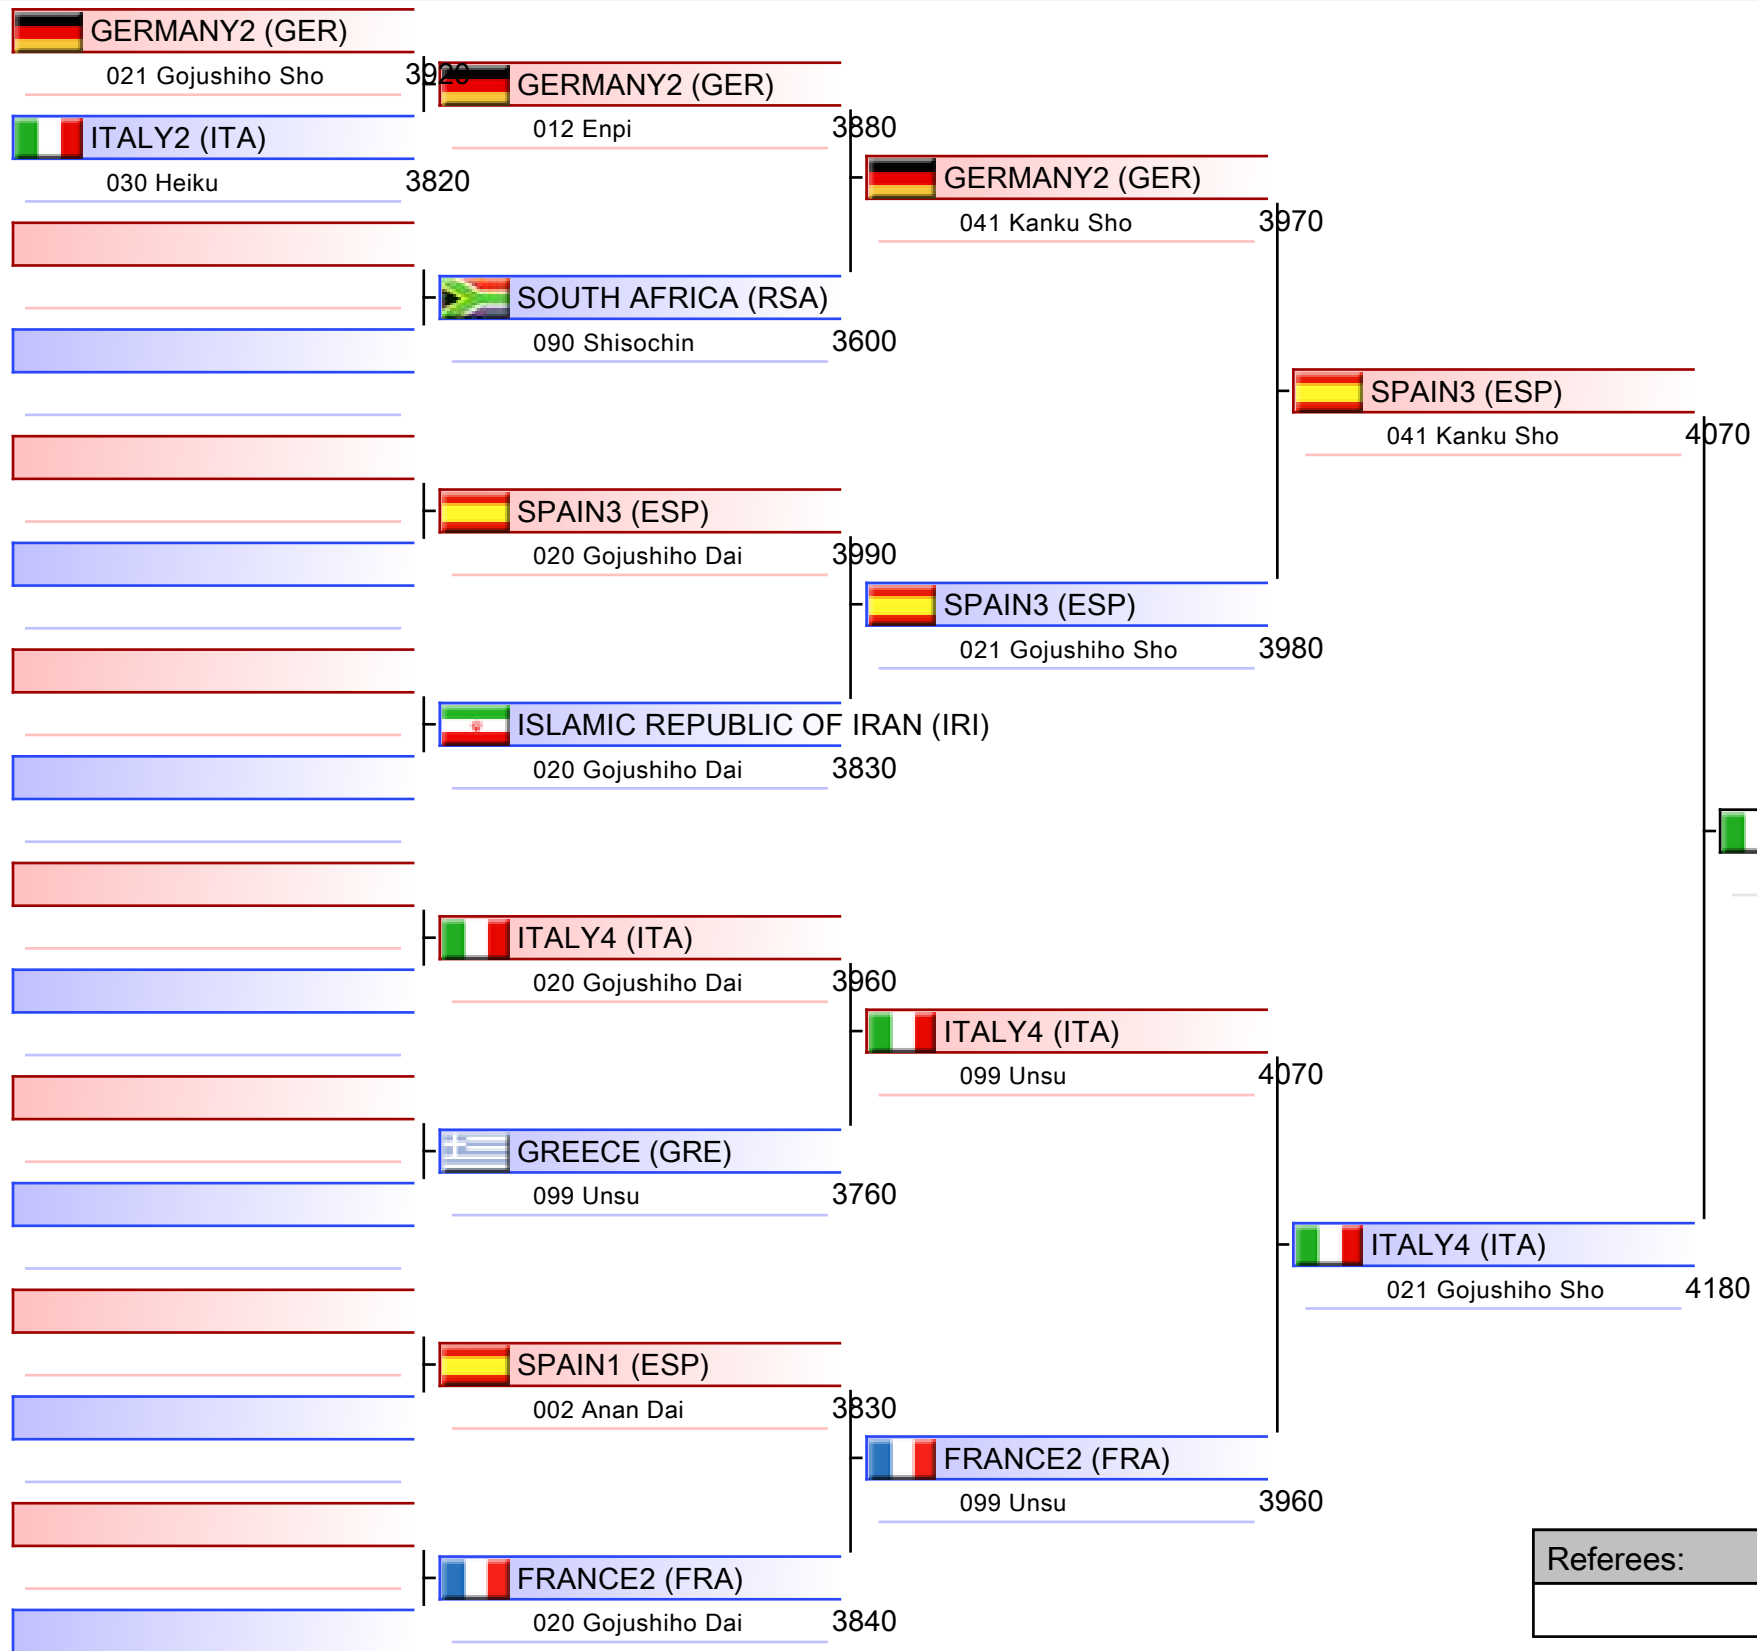 GERMANY2 (GER)
021 Gojushiho Sho 3920
ITALY2 (ITA)
030 Heiku 3820
GERMANY2 (GER)
012 Enpi 3880
SOUTH AFRICA (RSA)
090 Shisochin 3600
SPAIN3 (ESP)
020 Gojushiho Dai 3990
ISLAMIC REPUBLIC OF IRAN (IRI)
020 Gojushiho Dai 3830
ITALY4 (ITA)
020 Gojushiho Dai 3960
GREECE (GRE)
099 Unsu 3760
SPAIN1 (ESP)
002 Anan Dai 3830
FRANCE2 (FRA)
020 Gojushiho Dai 3840
GERMANY2 (GER)
041 Kanku Sho 3970
SPAIN3 (ESP)
021 Gojushiho Sho 3980
ITALY4 (ITA)
099 Unsu 4070
FRANCE2 (FRA)
099 Unsu 3960
SPAIN3 (ESP)
041 Kanku Sho 4070
ITALY4 (ITA)
021 Gojushiho Sho 4180
Referees: